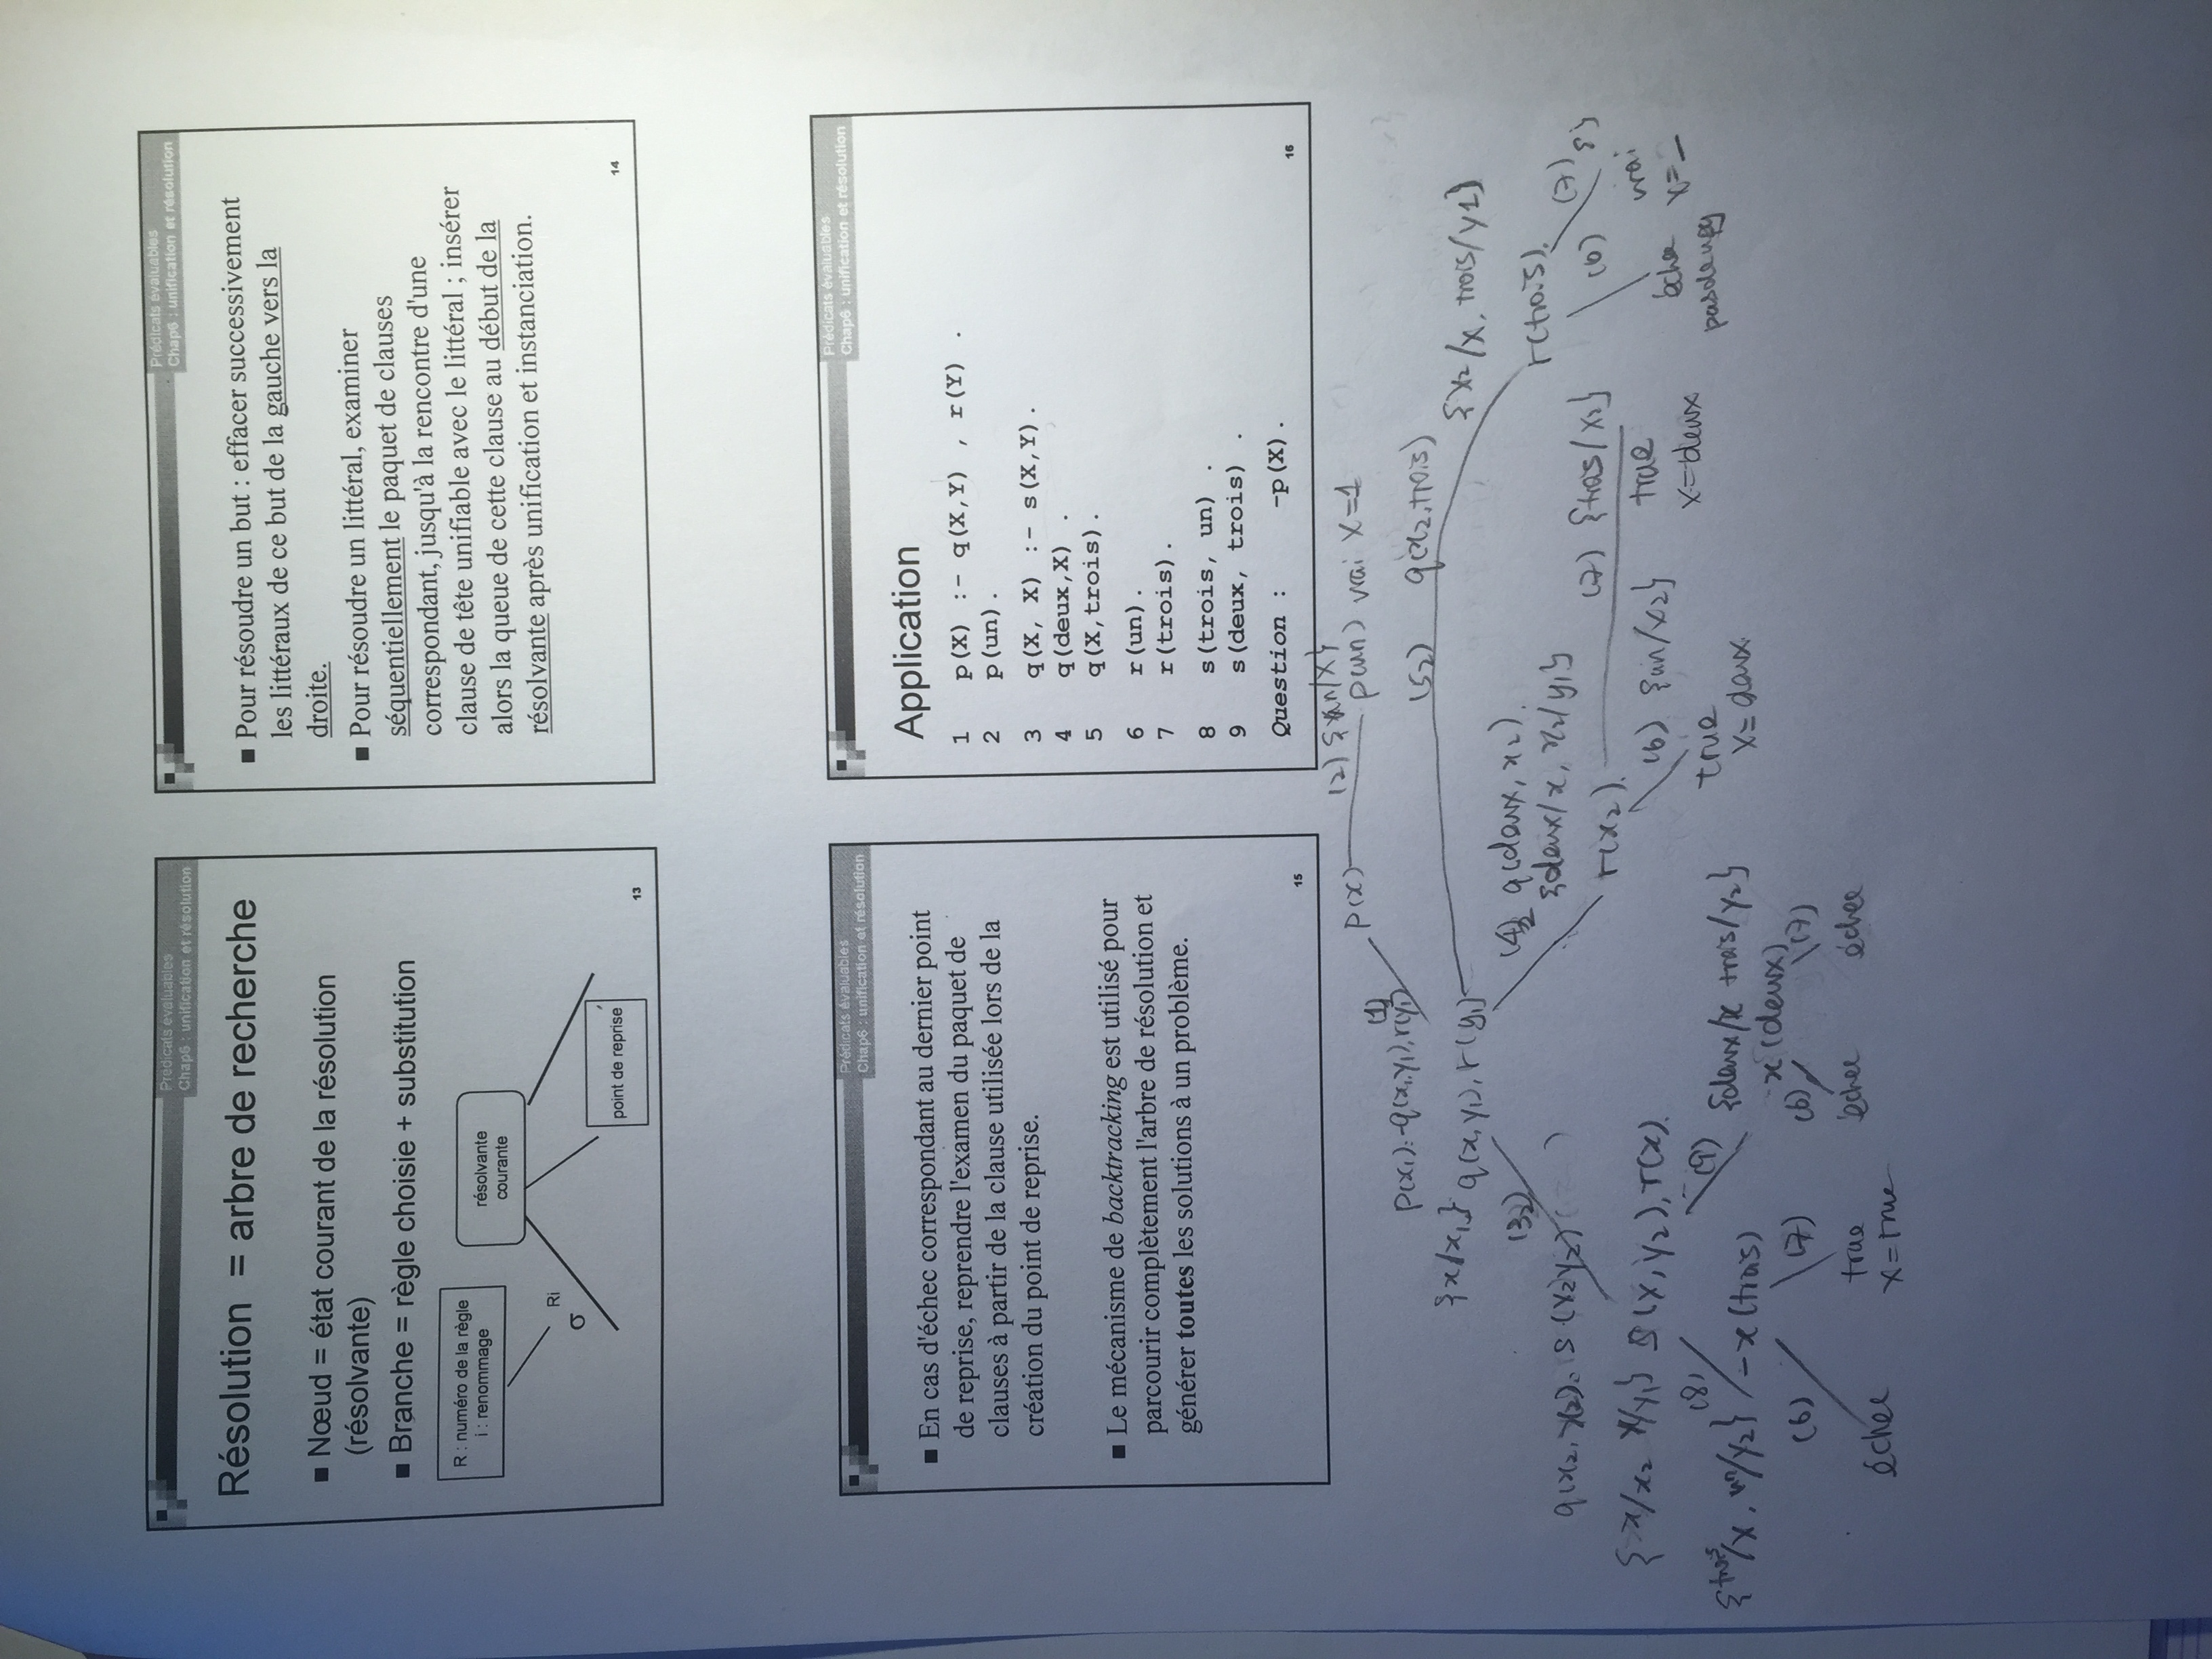 Prédicats évaluables
Chap6 : unification et résolution
Résolution = arbre de recherche
■ Nœud = état courant de la résolution
(résolvante)
■ Branche = règle choisie + substitution
R : numéro de la règle
i : renommage
résolvante
courante
Ri
σ
point de reprise
13
Prédicats évaluables
Chap6 : unification et résolution
■ Pour résoudre un but : effacer successivement
les littéraux de ce but de la gauche vers la
droite.
■ Pour résoudre un littéral, examiner
séquentiellement le paquet de clauses
correspondant, jusqu'à la rencontre d'une
clause de tête unifiable avec le littéral ; insérer
alors la queue de cette clause au début de la
résolvante après unification et instanciation.
14
Prédicats évaluables
Chap6 : unification et résolution
■ En cas d'échec correspondant au dernier point
de reprise, reprendre l'examen du paquet de
clauses à partir de la clause utilisée lors de la
création du point de reprise.
■ Le mécanisme de backtracking est utilisé pour
parcourir complètement l'arbre de résolution et
générer toutes les solutions à un problème.
15
Prédicats évaluables
Chap6 : unification et résolution
Application
1 p(X) :- q(X,Y) , r(Y) .
2 p(un).
3 q(X, X) :- s(X,Y).
4 q(deux,X) .
5 q(X,trois).
6 r(un).
7 r(trois).
8 s(trois, un) .
9 s(deux, trois) .
Question : -p(X).
16
p(x) (2) {un/X}
p(un) vrai X=1
(1)
p(x1):-q(x1,y1),r(y1)
{x/x1} q(x,y1),r(y1)
(52) q(x2,trois)
{x2/x, trois/y1}
(32)
(42) q(deux, x2).
{deux/x, x2/y1}
r(trois).
q(x2,x2):-s(x2,y2)
{x/x2 x/y1} s(x,y2),r(x).
r(x2). (7) {trois/x2}
true
x=deux
(6) {un/x2}
true
x=deux
(6) (7) {}
échec vrai
x=_
(8) (9)
{trois/x, un/y2} -r(trois)
{deux/x trois/y2}
r(deux)
(6) (7) (6) (7)
échec true échec échec
x=true